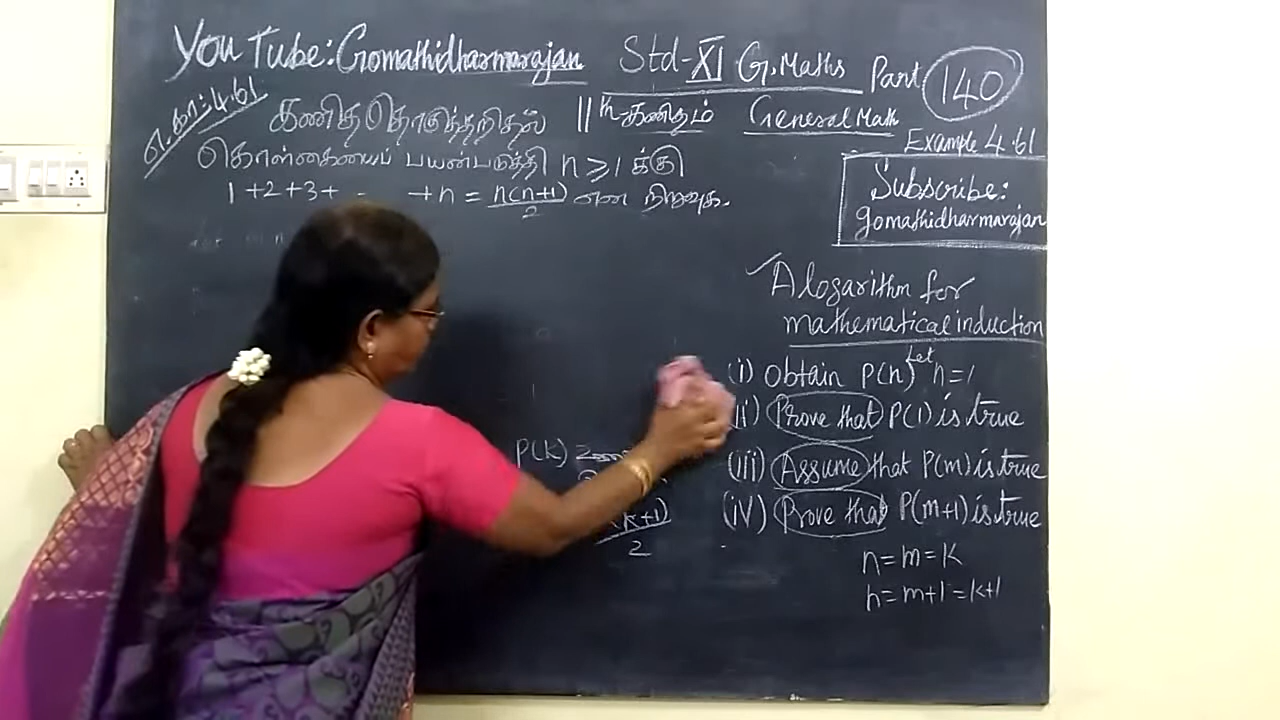 YouTube: Gomathidharmarajan Std-XI G.Maths Part 140
எ.கா: 4.61
கணித தொகுத்தறிதல் 11th-கணிதம் General Math
Example 4.61
கொள்கையைப் பயன்படுத்தி n ≥ 1 க்கு
1+2+3+ - +n = n(n+1)/2 என நிறுவுக.
Subscribe:
gomathidharmarajan
✓Alogarithm for
mathematical induction
(i) Obtain P(n) Let n=1
(ii) Prove that P(1) is true
(iii) Assume that P(m) is true
(iv) Prove that P(m+1) is true
n=m=k
n=m+1=k+1
P(k) =
(k+1)
2